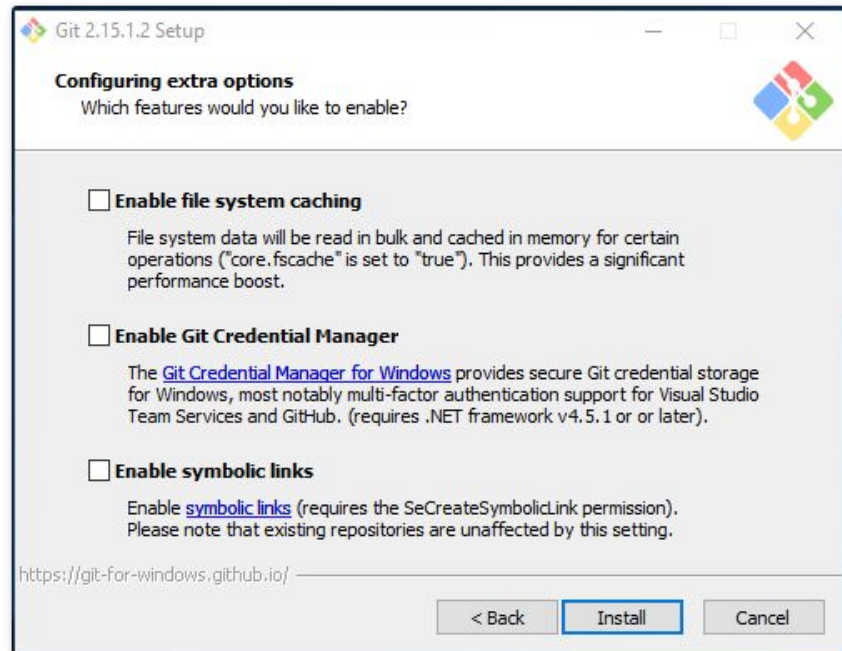 Git 2.15.1.2 Setup
Configuring extra options
Which features would you like to enable?
Enable file system caching
File system data will be read in bulk and cached in memory for certain
operations ("core.fscache" is set to "true"). This provides a significant
performance boost.
Enable Git Credential Manager
The Git Credential Manager for Windows provides secure Git credential storage
for Windows, most notably multi-factor authentication support for Visual Studio
Team Services and GitHub. (requires .NET framework v4.5.1 or or later).
Enable symbolic links
Enable symbolic links (requires the SeCreateSymbolicLink permission).
Please note that existing repositories are unaffected by this setting.
https://git-for-windows.github.io/
< Back Install Cancel